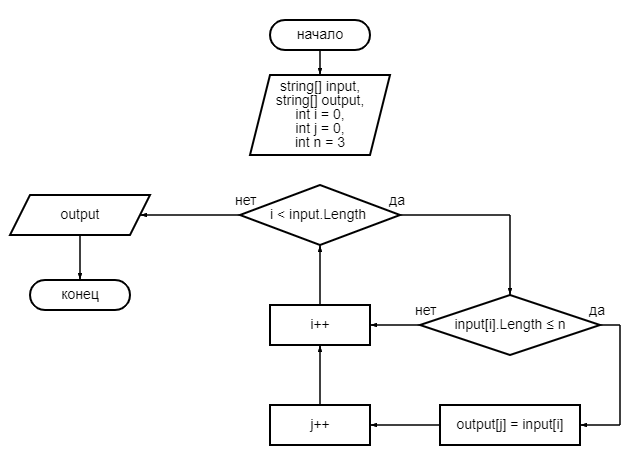 начало
string[] input,
string[] output,
int i = 0,
int j = 0,
int n = 3
нет
да
output
i < input.Length
конец
нет
да
i++
input[i].Length ≤ n
j++
output[j] = input[i]